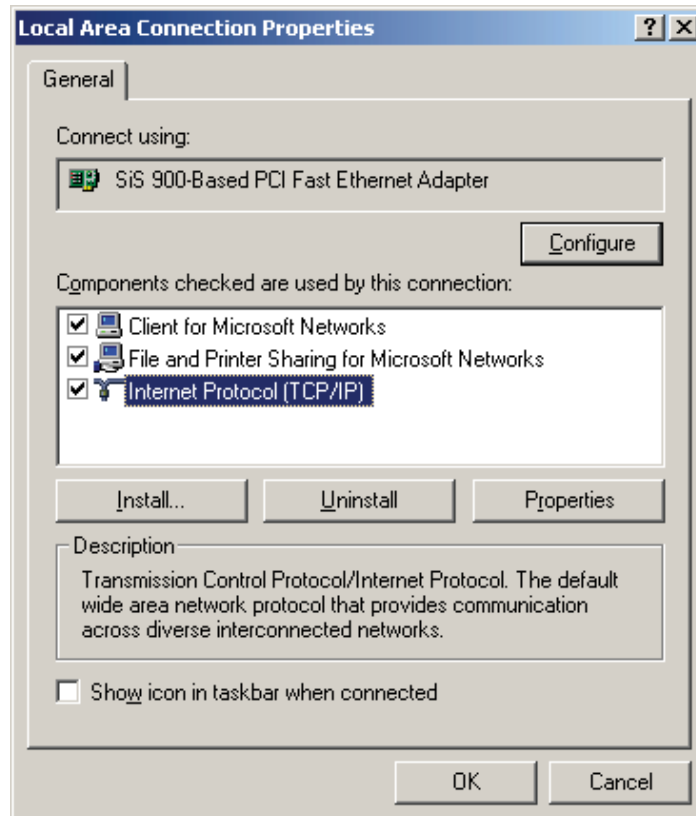 Local Area Connection Properties
General
Connect using:
SiS 900-Based PCI Fast Ethernet Adapter
Configure
Components checked are used by this connection:
Client for Microsoft Networks
File and Printer Sharing for Microsoft Networks
Internet Protocol (TCP/IP)
Install... Uninstall Properties
Description
Transmission Control Protocol/Internet Protocol. The default
wide area network protocol that provides communication
across diverse interconnected networks.
Show icon in taskbar when connected
OK Cancel